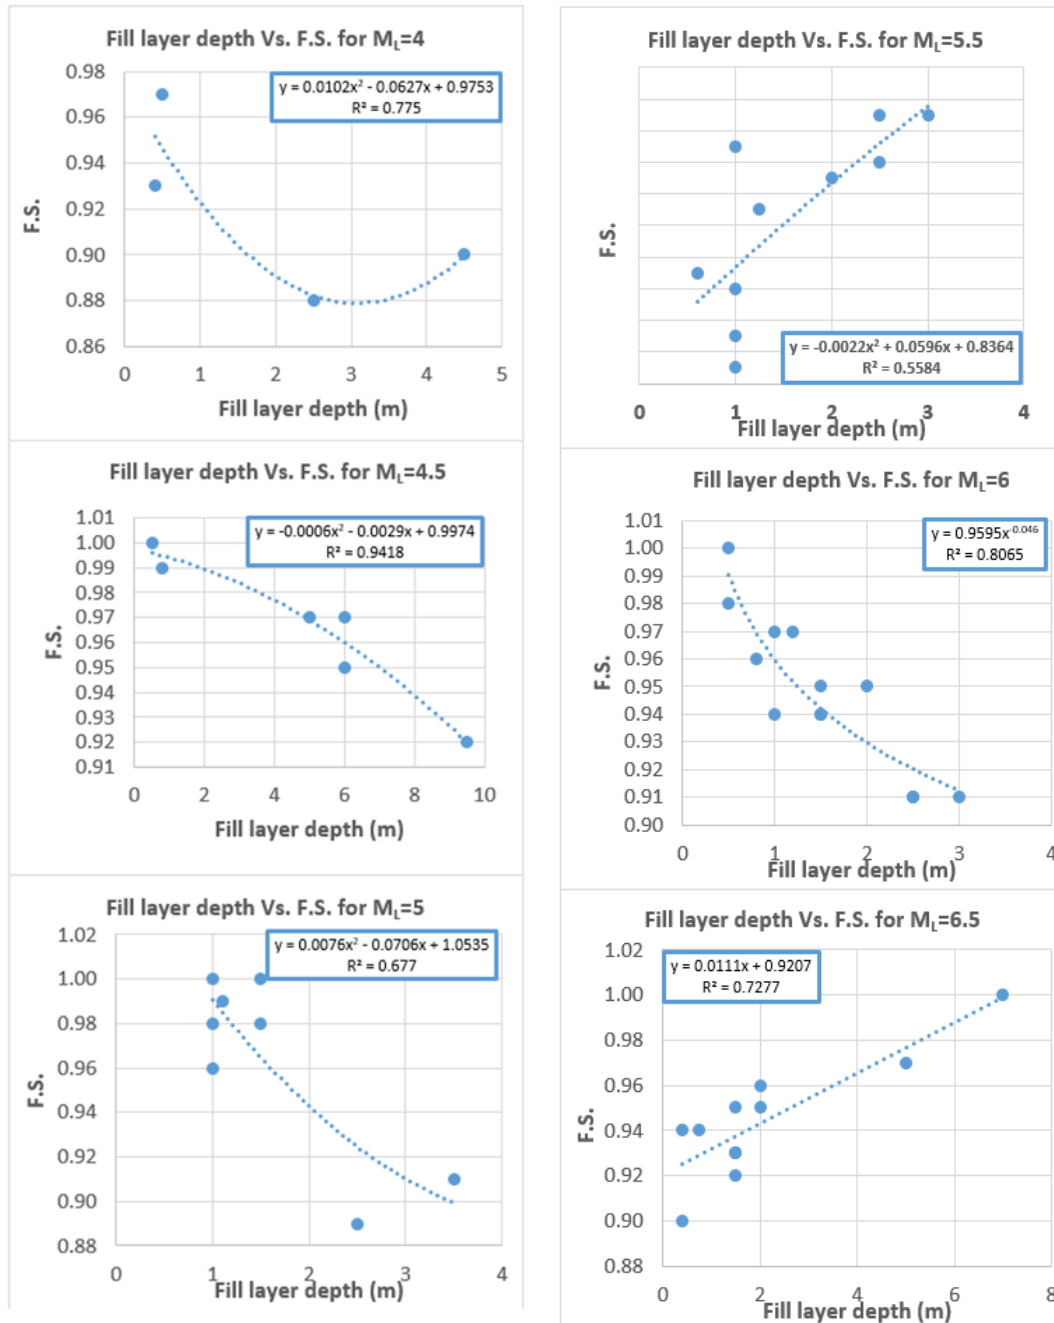 Fill layer depth Vs. F.S. for M_L=4
y = 0.0102x² - 0.0627x + 0.9753
R² = 0.775
0.98
0.96
0.94
0.92
0.90
0.88
0.86
F.S.
0 1 2 3 4 5
Fill layer depth (m)
Fill layer depth Vs. F.S. for M_L=5.5
F.S.
y = -0.0022x² + 0.0596x + 0.8364
R² = 0.5584
0 1 2 3 4
Fill layer depth (m)
Fill layer depth Vs. F.S. for M_L=4.5
y = -0.0006x² - 0.0029x + 0.9974
R² = 0.9418
1.01
1.00
0.99
0.98
0.97
0.96
0.95
0.94
0.93
0.92
0.91
F.S.
0 2 4 6 8 10
Fill layer depth (m)
Fill layer depth Vs. F.S. for M_L=6
y = 0.9595x⁻⁰·⁰⁴⁶
R² = 0.8065
1.01
1.00
0.99
0.98
0.97
0.96
0.95
0.94
0.93
0.92
0.91
0.90
F.S.
0 1 2 3 4
Fill layer depth (m)
Fill layer depth Vs. F.S. for M_L=5
y = 0.0076x² - 0.0706x + 1.0535
R² = 0.677
1.02
1.00
0.98
0.96
0.94
0.92
0.90
0.88
F.S.
0 1 2 3 4
Fill layer depth (m)
Fill layer depth Vs. F.S. for M_L=6.5
y = 0.0111x + 0.9207
R² = 0.7277
1.02
1.00
0.98
0.96
0.94
0.92
0.90
0.88
F.S.
0 2 4 6 8
Fill layer depth (m)